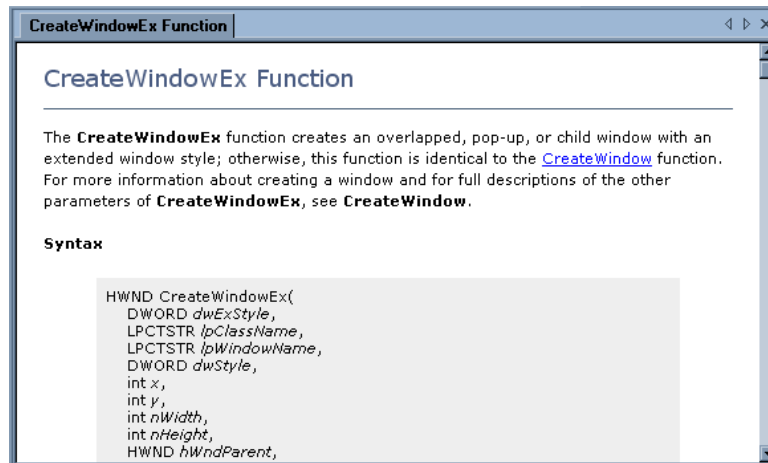 CreateWindowEx Function
CreateWindowEx Function
The CreateWindowEx function creates an overlapped, pop-up, or child window with an
extended window style; otherwise, this function is identical to the CreateWindow function.
For more information about creating a window and for full descriptions of the other
parameters of CreateWindowEx, see CreateWindow.
Syntax
HWND CreateWindowEx(
DWORD dwExStyle,
LPCTSTR lpClassName,
LPCTSTR lpWindowName,
DWORD dwStyle,
int x,
int y,
int nWidth,
int nHeight,
HWND hWndParent,